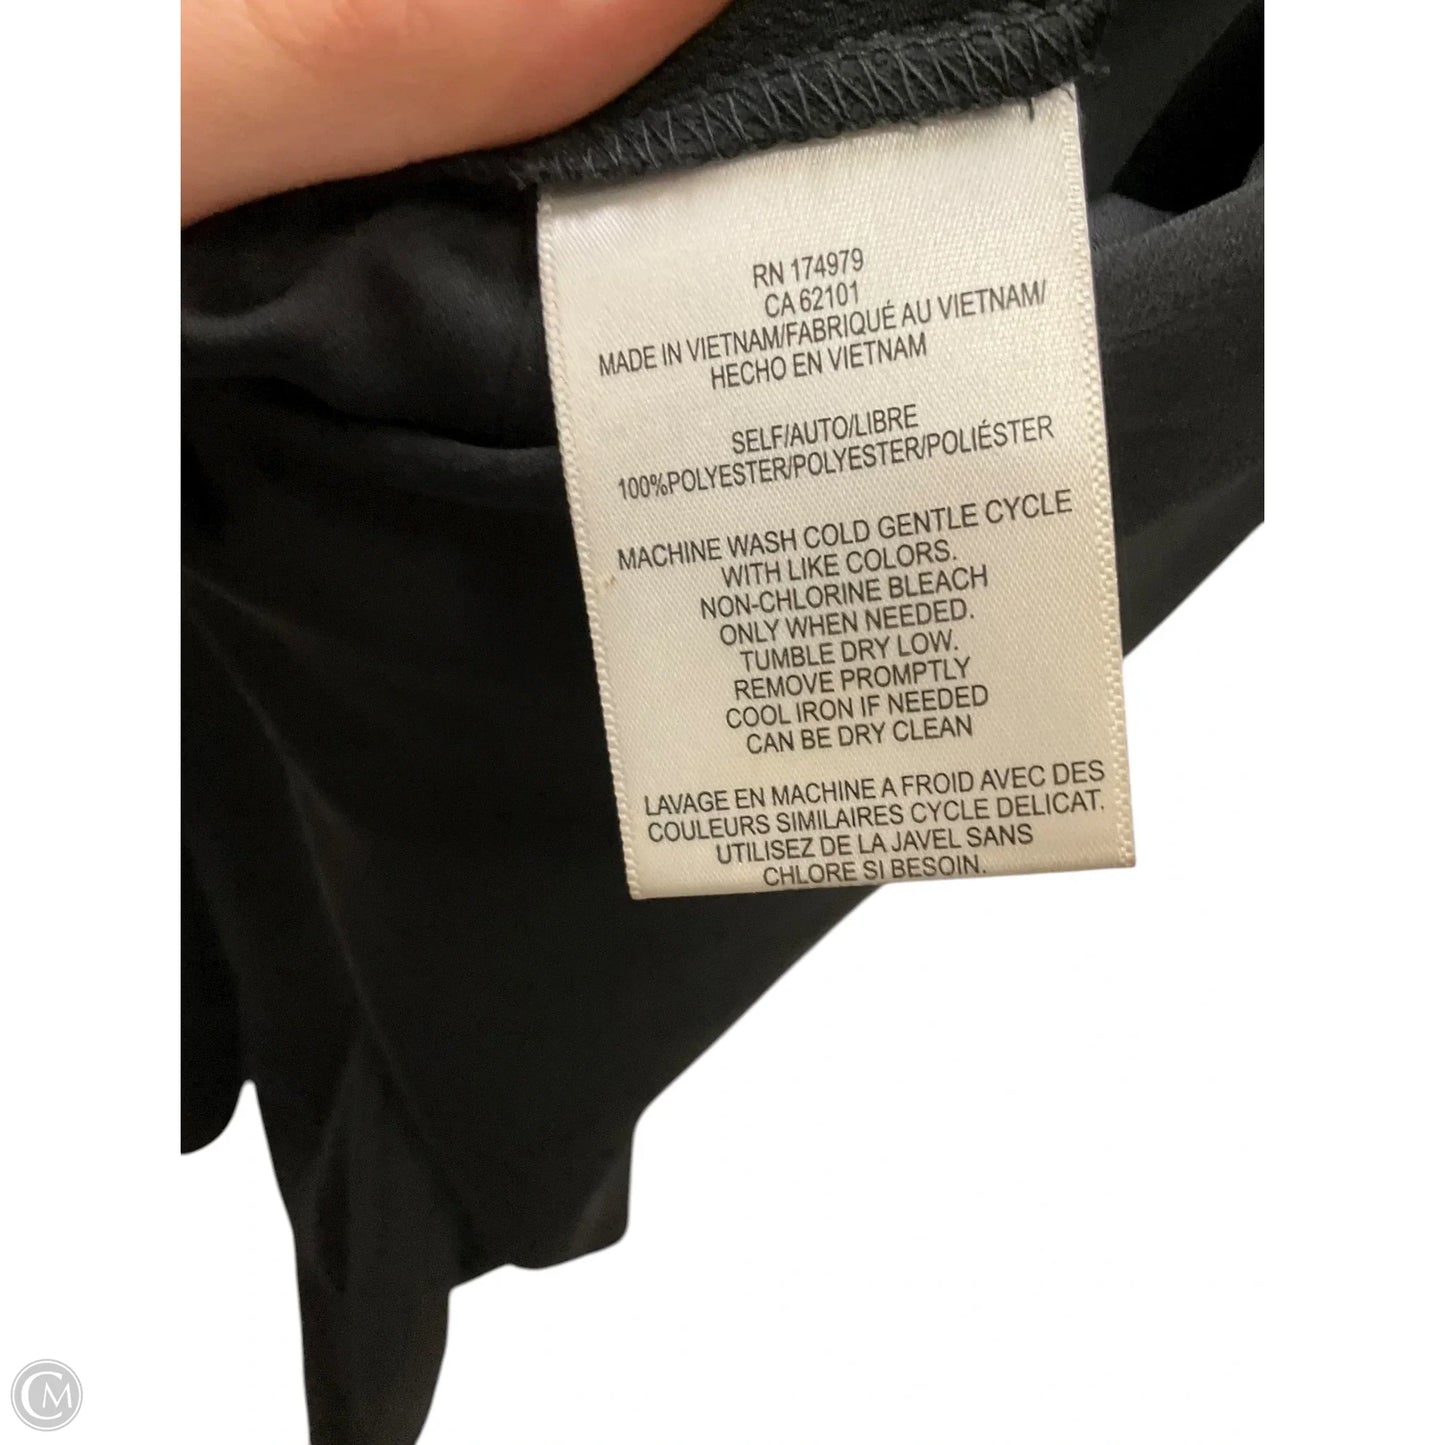 RN 174979
CA 62101
MADE IN VIETNAM/FABRIQUÉ AU VIETNAM/
HECHO EN VIETNAM
SELF/AUTO/LIBRE
100%POLYESTER/POLYESTER/POLIÉSTER
MACHINE WASH COLD GENTLE CYCLE
WITH LIKE COLORS.
NON-CHLORINE BLEACH
ONLY WHEN NEEDED.
TUMBLE DRY LOW.
REMOVE PROMPTLY
COOL IRON IF NEEDED
CAN BE DRY CLEAN
LAVAGE EN MACHINE A FROID AVEC DES
COULEURS SIMILAIRES CYCLE DELICAT.
UTILISEZ DE LA JAVEL SANS
CHLORE SI BESOIN.
CM